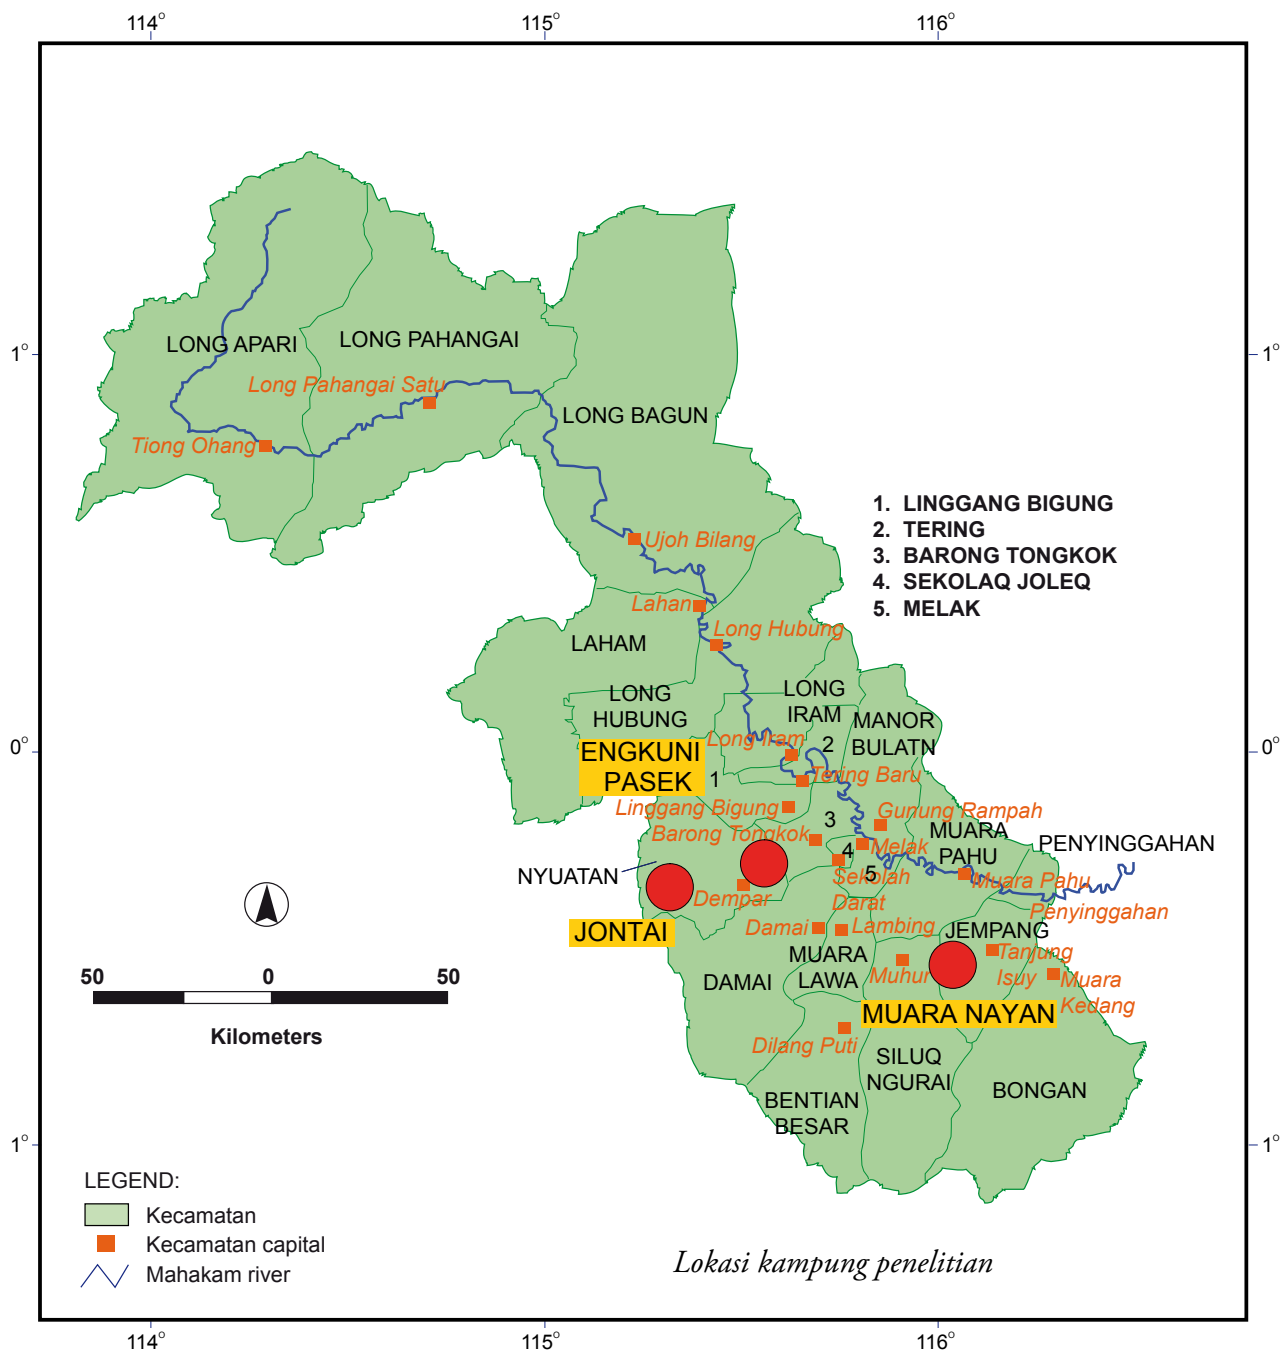 114° 115° 116°
1° 1°
LONG APARI
LONG PAHANGAI
Long Pahangai Satu
LONG BAGUN
Tiong Ohang
1. LINGGANG BIGUNG
2. TERING
3. BARONG TONGKOK
4. SEKOLAQ JOLEQ
5. MELAK
Ujoh Bilang
Lahan
Long Hubung
LAHAM
LONG
HUBUNG
LONG
IRAM
MANOR
BULATN
0° 0°
Long Iram
2
ENGKUNI
PASEK
1
Tering Baru
Linggang Bigung
Gunung Rampah
3
Barong Tongkok
MUARA
PAHU
PENYINGGAHAN
4
Melak
5
NYUATAN
Sekolah
Darat
Muara Pahu
Dempar
Penyinggahan
JONTAI
Damai
Lambing
JEMPANG
MUARA
LAWA
Muhur
Tanjung
Isuy
DAMAI
Muara
Kedang
50 0 50
Kilometers
MUARA NAYAN
Dilang Puti
SILUQ
NGURAI
BONGAN
BENTIAN
BESAR
1° 1°
LEGEND:
Kecamatan
Kecamatan capital
Mahakam river
Lokasi kampung penelitian
114° 115° 116°